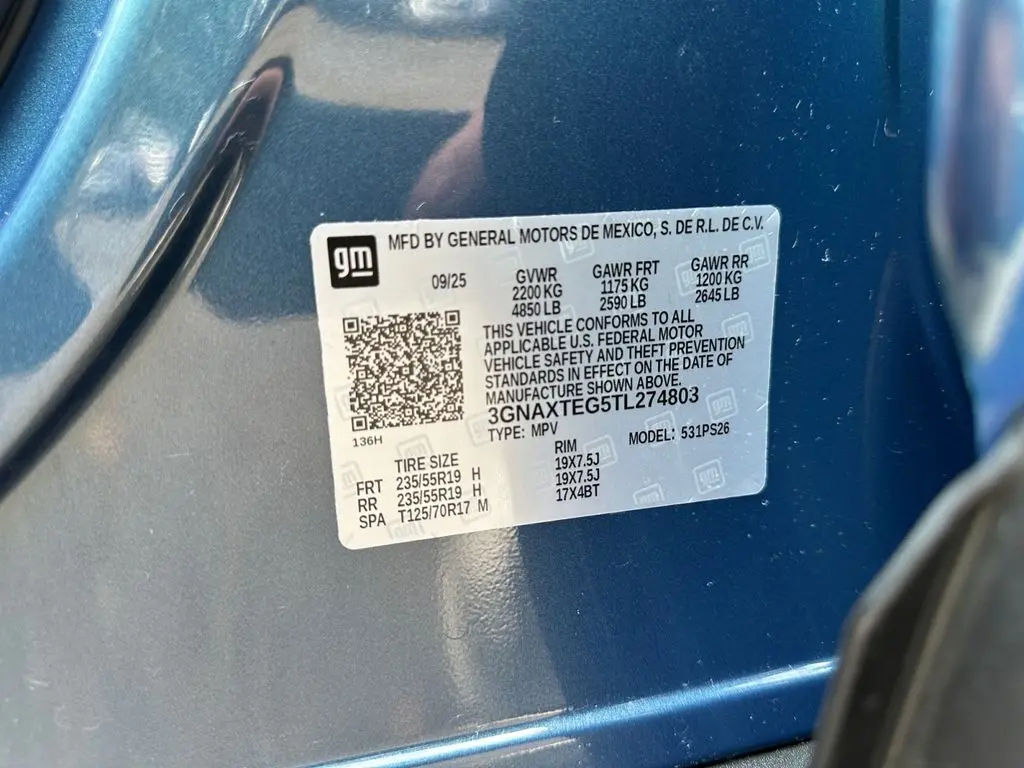 gm
MFD BY GENERAL MOTORS DE MEXICO, S. DE R.L. DE C.V.
09/25 GVWR GAWR FRT GAWR RR
2200 KG 1175 KG 1200 KG
4850 LB 2590 LB 2645 LB
THIS VEHICLE CONFORMS TO ALL
APPLICABLE U.S. FEDERAL MOTOR
VEHICLE SAFETY AND THEFT PREVENTION
STANDARDS IN EFFECT ON THE DATE OF
MANUFACTURE SHOWN ABOVE.
3GNAXTEG5TL274803
136H
TYPE: MPV MODEL: 531PS26
TIRE SIZE RIM
FRT 235/55R19 H 19X7.5J
RR 235/55R19 H 19X7.5J
SPA T125/70R17 M 17X4BT